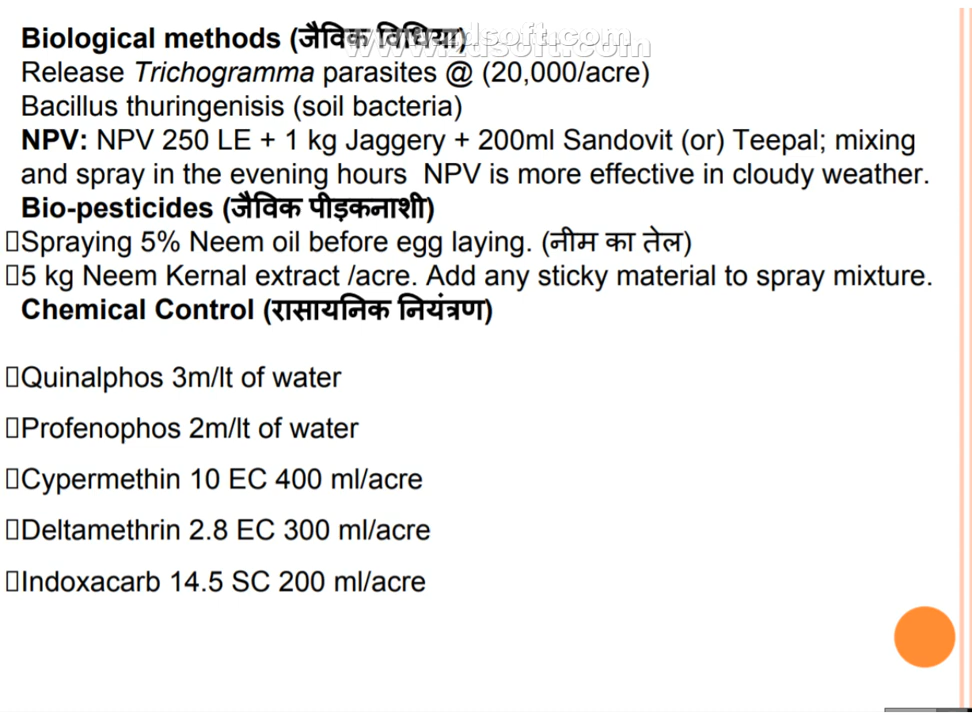 Biological methods (जैविक विधिया)
www.zdsoft.com
Release Trichogramma parasites @ (20,000/acre)
Bacillus thuringenisis (soil bacteria)
NPV: NPV 250 LE + 1 kg Jaggery + 200ml Sandovit (or) Teepal; mixing
and spray in the evening hours NPV is more effective in cloudy weather.
Bio-pesticides (जैविक पीड़कनाशी)
Spraying 5% Neem oil before egg laying. (नीम का तेल)
5 kg Neem Kernal extract /acre. Add any sticky material to spray mixture.
Chemical Control (रासायनिक नियंत्रण)
Quinalphos 3m/lt of water
Profenophos 2m/lt of water
Cypermethin 10 EC 400 ml/acre
Deltamethrin 2.8 EC 300 ml/acre
Indoxacarb 14.5 SC 200 ml/acre